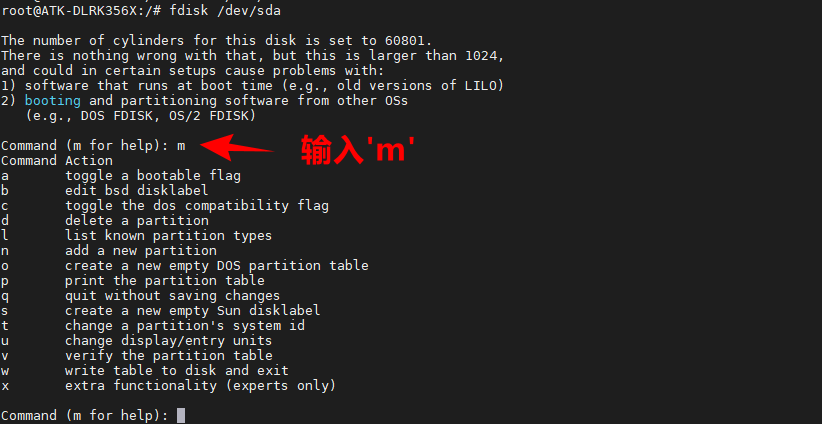 root@ATK-DLRK356X:/# fdisk /dev/sda
The number of cylinders for this disk is set to 60801.
There is nothing wrong with that, but this is larger than 1024,
and could in certain setups cause problems with:
1) software that runs at boot time (e.g., old versions of LILO)
2) booting and partitioning software from other OSs
(e.g., DOS FDISK, OS/2 FDISK)
Command (m for help): m
输入'm'
Command Action
a toggle a bootable flag
b edit bsd disklabel
c toggle the dos compatibility flag
d delete a partition
l list known partition types
n add a new partition
o create a new empty DOS partition table
p print the partition table
q quit without saving changes
s create a new empty Sun disklabel
t change a partition's system id
u change display/entry units
v verify the partition table
w write table to disk and exit
x extra functionality (experts only)
Command (m for help):